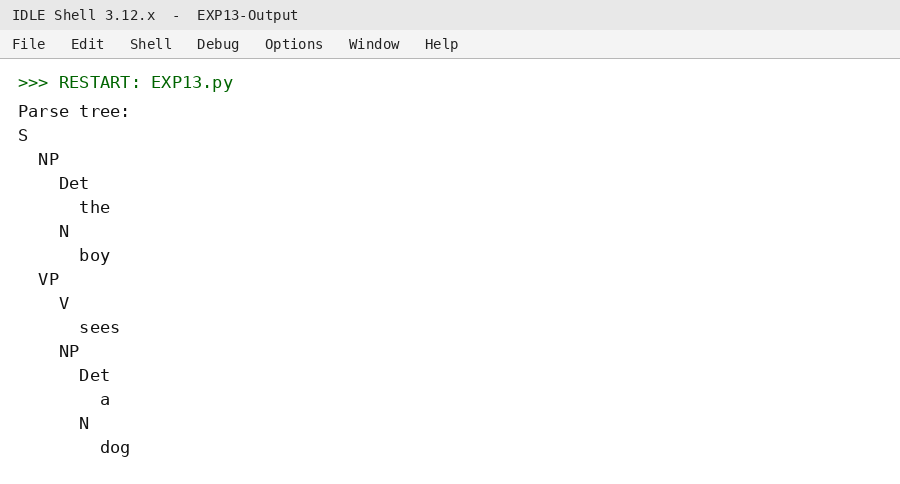 IDLE Shell 3.12.x  -  EXP13-Output
File   Edit   Shell   Debug   Options   Window   Help
>>> RESTART: EXP13.py
Parse tree:
S
  NP
    Det
      the
    N
      boy
  VP
    V
      sees
    NP
      Det
        a
      N
        dog